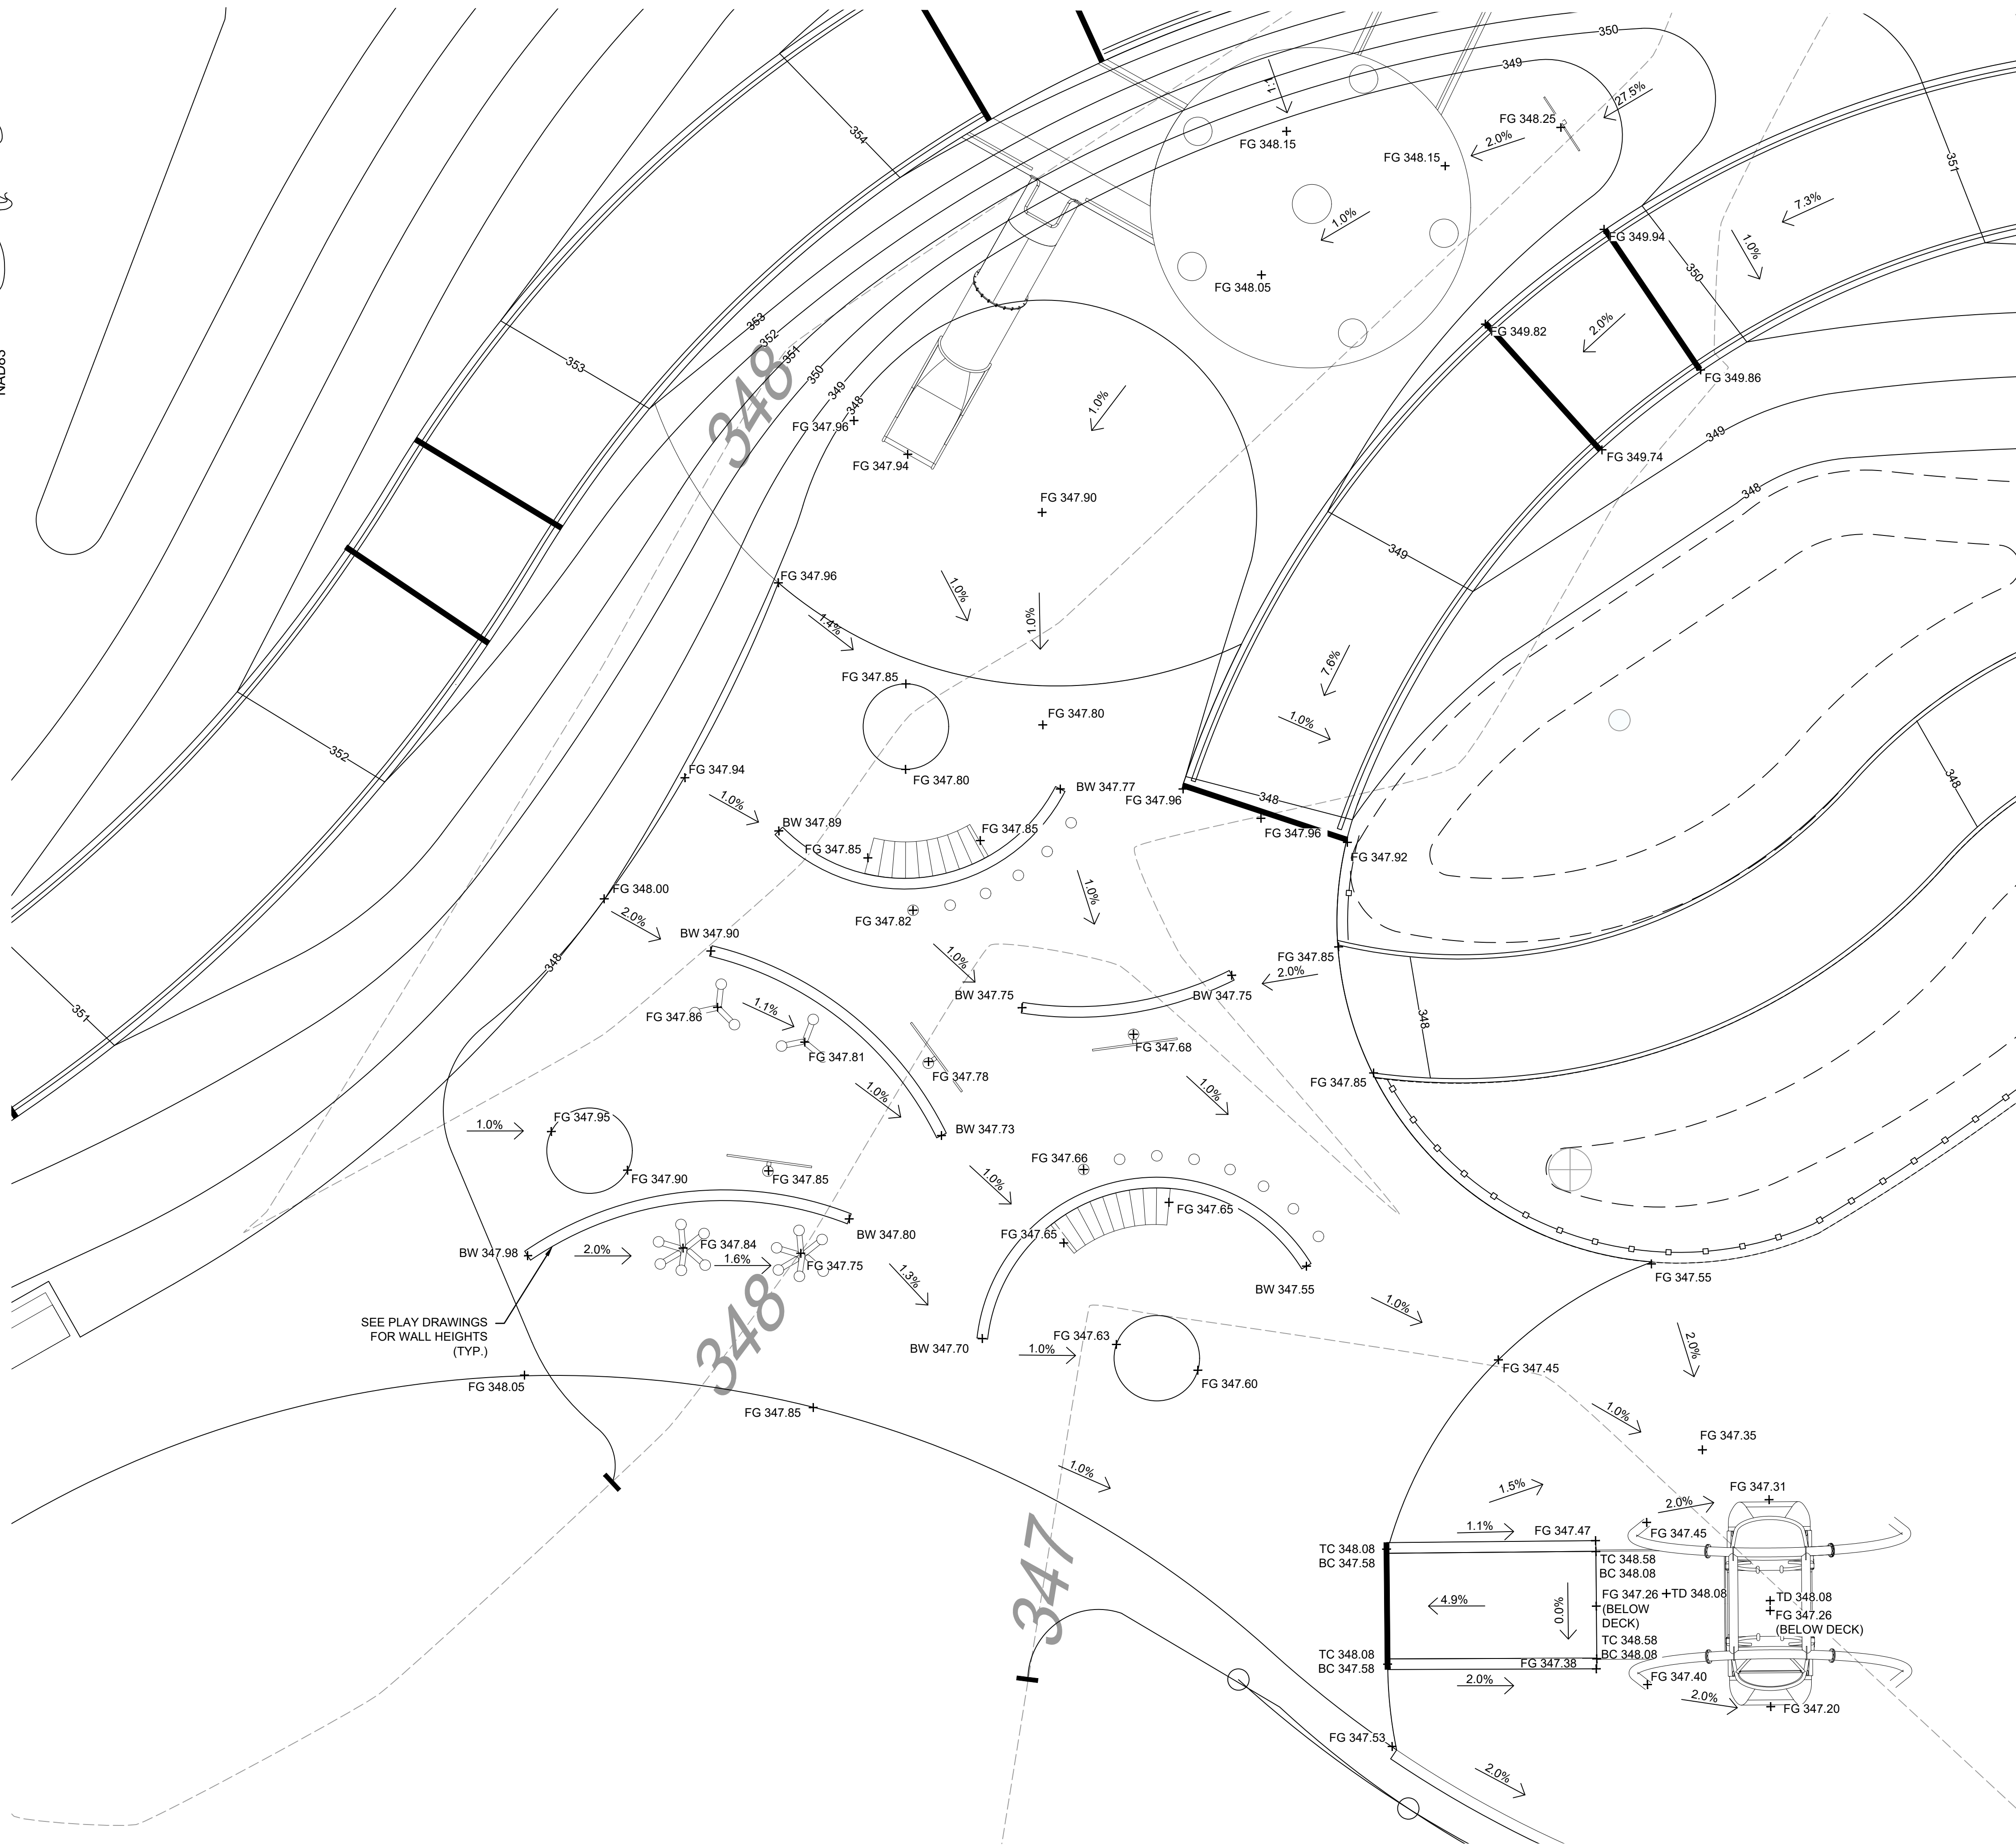 350
349
1:1
27.5%
FG 348.25
2.0%
FG 348.15
FG 348.15
354
351
7.3%
1.0%
FG 349.94
1.0%
350
FG 348.05
353
352
351
350
349
348
348
353
2.0%
FG 349.82
FG 349.86
NAD83
1.0%
FG 347.96
FG 347.94
349
FG 349.74
FG 347.90
348
349
FG 347.96
1.0%
1.0%
1.4%
7.6%
FG 347.85
1.0%
FG 347.80
352
FG 347.94
FG 347.80
BW 347.77
FG 347.96
348
348
1.0%
BW 347.89
FG 347.85
FG 347.85
FG 347.96
FG 347.92
FG 348.00
1.0%
2.0%
FG 347.82
BW 347.90
348
1.0%
FG 347.85
2.0%
BW 347.75
BW 347.75
351
FG 347.86
1.1%
348
FG 347.81
FG 347.68
FG 347.78
FG 347.85
1.0%
1.0%
FG 347.95
1.0%
BW 347.73
FG 347.66
FG 347.90
FG 347.85
1.0%
FG 347.65
BW 347.80
FG 347.65
BW 347.98
2.0%
FG 347.84
1.6%
FG 347.75
1.3%
FG 347.55
BW 347.55
1.0%
SEE PLAY DRAWINGS
FOR WALL HEIGHTS
(TYP.)
348
BW 347.70
1.0%
FG 347.63
2.0%
FG 347.45
FG 348.05
FG 347.60
FG 347.85
1.0%
FG 347.35
1.0%
1.5%
FG 347.31
2.0%
347
1.1%
FG 347.47
FG 347.45
TC 348.08
BC 347.58
TC 348.58
BC 348.08
4.9%
0.0%
FG 347.26
(BELOW
DECK)
TD 348.08
TD 348.08
FG 347.26
(BELOW DECK)
TC 348.58
BC 348.08
TC 348.08
BC 347.58
FG 347.38
2.0%
FG 347.40
2.0%
FG 347.20
FG 347.53
2.0%